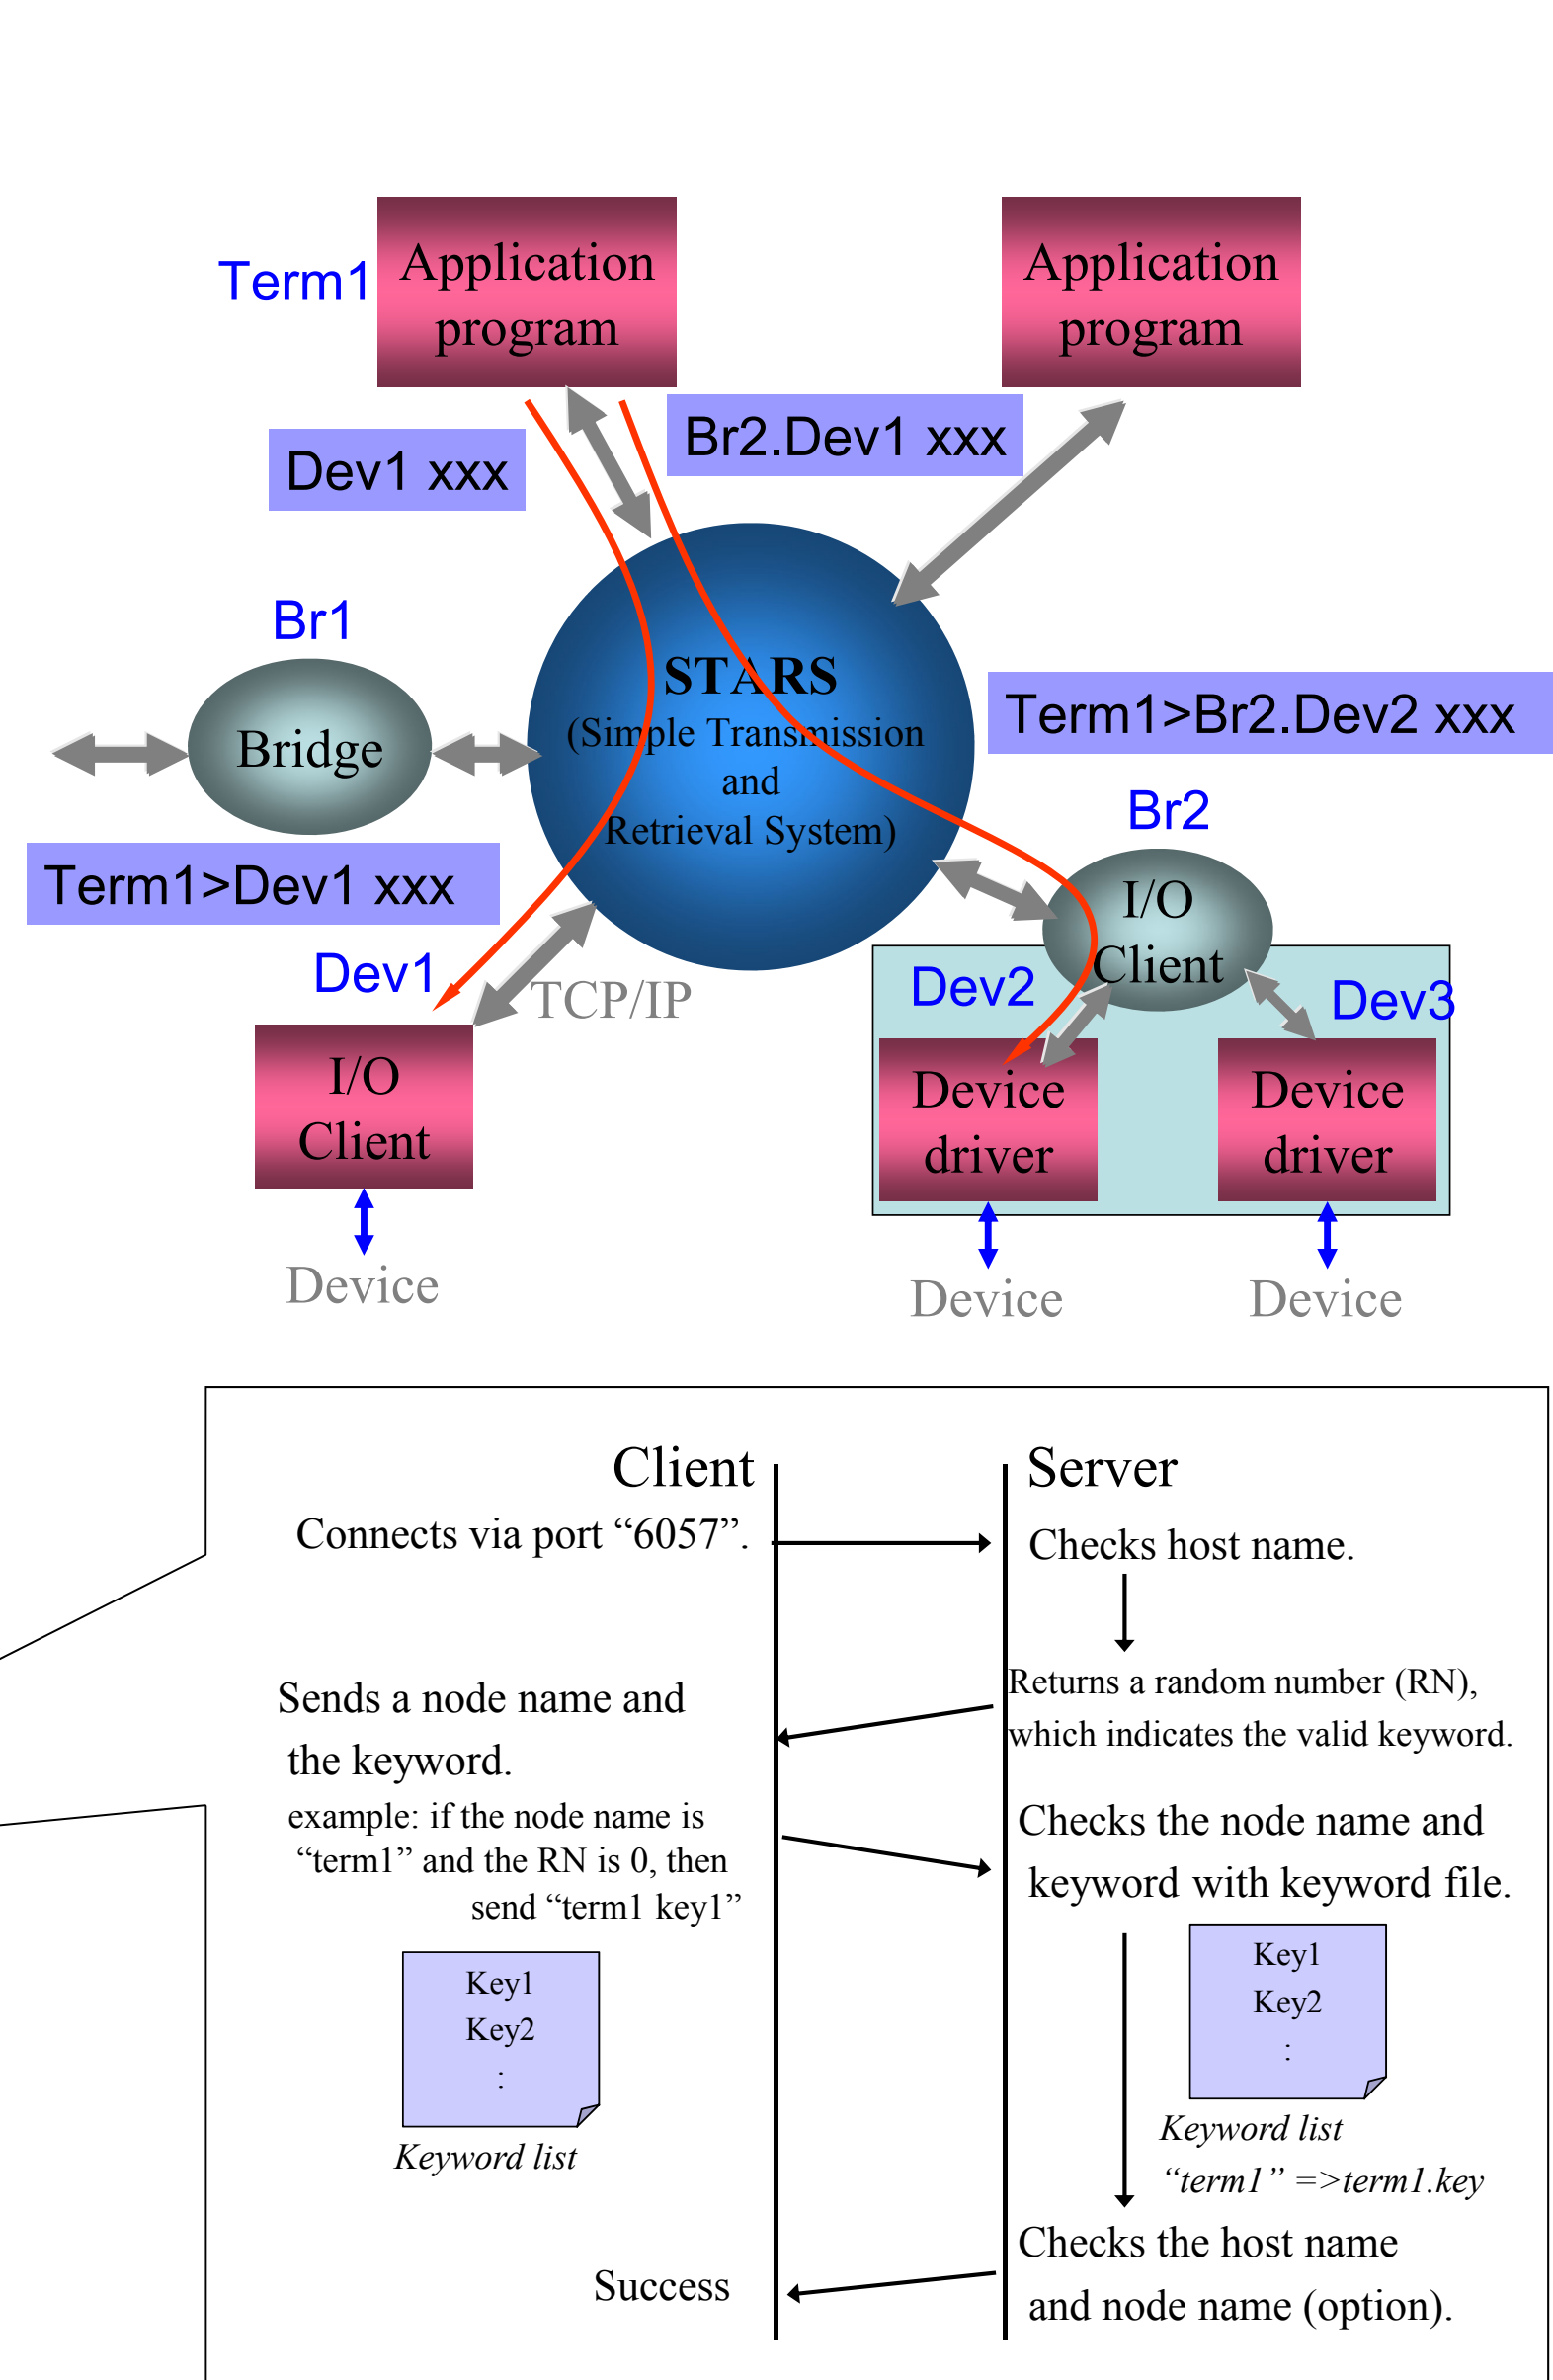 Term1
Application
program
Application
program
Dev1 xxx
Br2.Dev1 xxx
Br1
Bridge
STARS
(Simple Transmission
and
Retrieval System)
Term1>Br2.Dev2 xxx
Br2
Term1>Dev1 xxx
Dev1
TCP/IP
I/O
Client
Dev2
Dev3
I/O
Client
Device
driver
Device
driver
Device
Device
Device
Client
Server
Connects via port “6057”.
Checks host name.
Returns a random number (RN),
which indicates the valid keyword.
Sends a node name and
the keyword.
example: if the node name is
“term1” and the RN is 0, then
send “term1 key1”
Checks the node name and
keyword with keyword file.
Key1
Key2
:
Keyword list
Key1
Key2
:
Keyword list
“term1” =>term1.key
Checks the host name
and node name (option).
Success